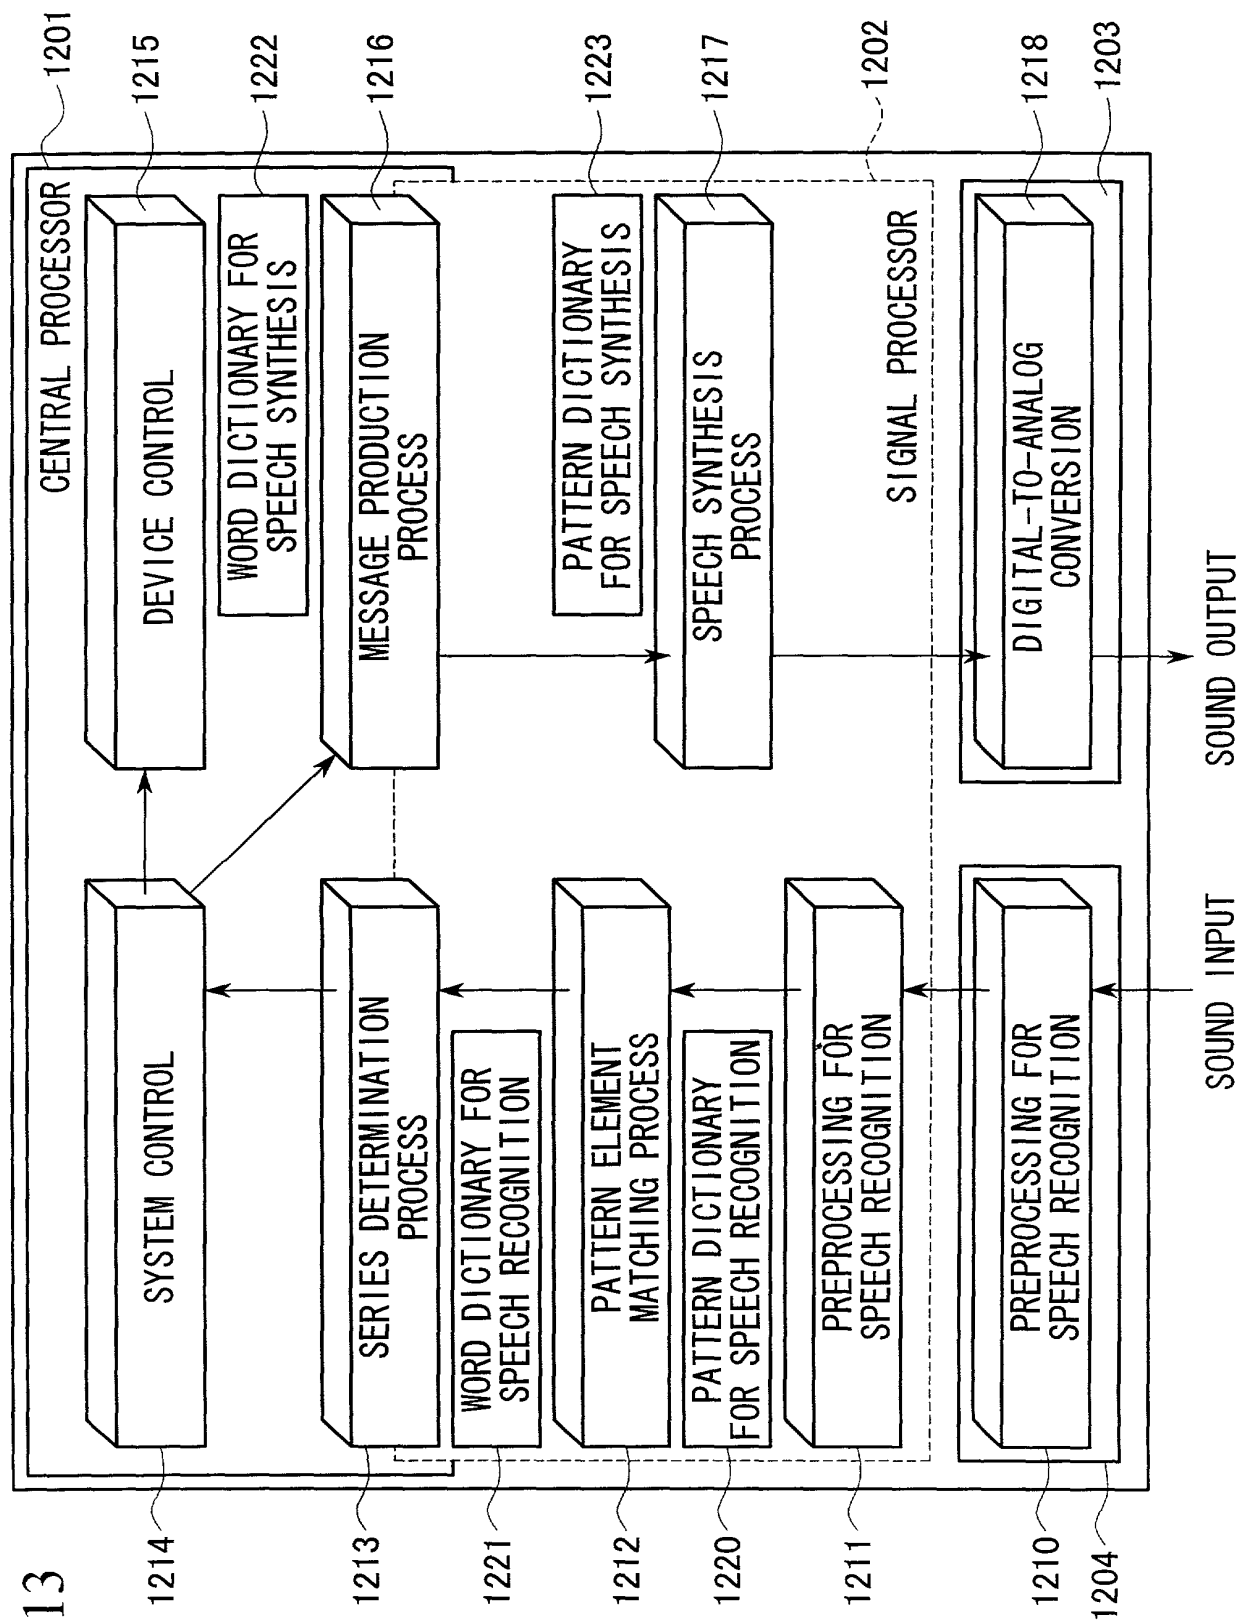 13
CENTRAL PROCESSOR
1201
SYSTEM CONTROL
1214
DEVICE CONTROL
1215
WORD DICTIONARY FOR
SPEECH SYNTHESIS
1222
SERIES DETERMINATION
PROCESS
1213
MESSAGE PRODUCTION
PROCESS
1216
WORD DICTIONARY FOR
SPEECH RECOGNITION
1221
PATTERN ELEMENT
MATCHING PROCESS
1212
PATTERN DICTIONARY
FOR SPEECH SYNTHESIS
1223
PATTERN DICTIONARY
FOR SPEECH RECOGNITION
1220
SPEECH SYNTHESIS
PROCESS
1217
PREPROCESSING FOR
SPEECH RECOGNITION
1211
SIGNAL PROCESSOR
1202
PREPROCESSING FOR
SPEECH RECOGNITION
1210
1204
DIGITAL-TO-ANALOG
CONVERSION
1218
1203
SOUND INPUT
SOUND OUTPUT